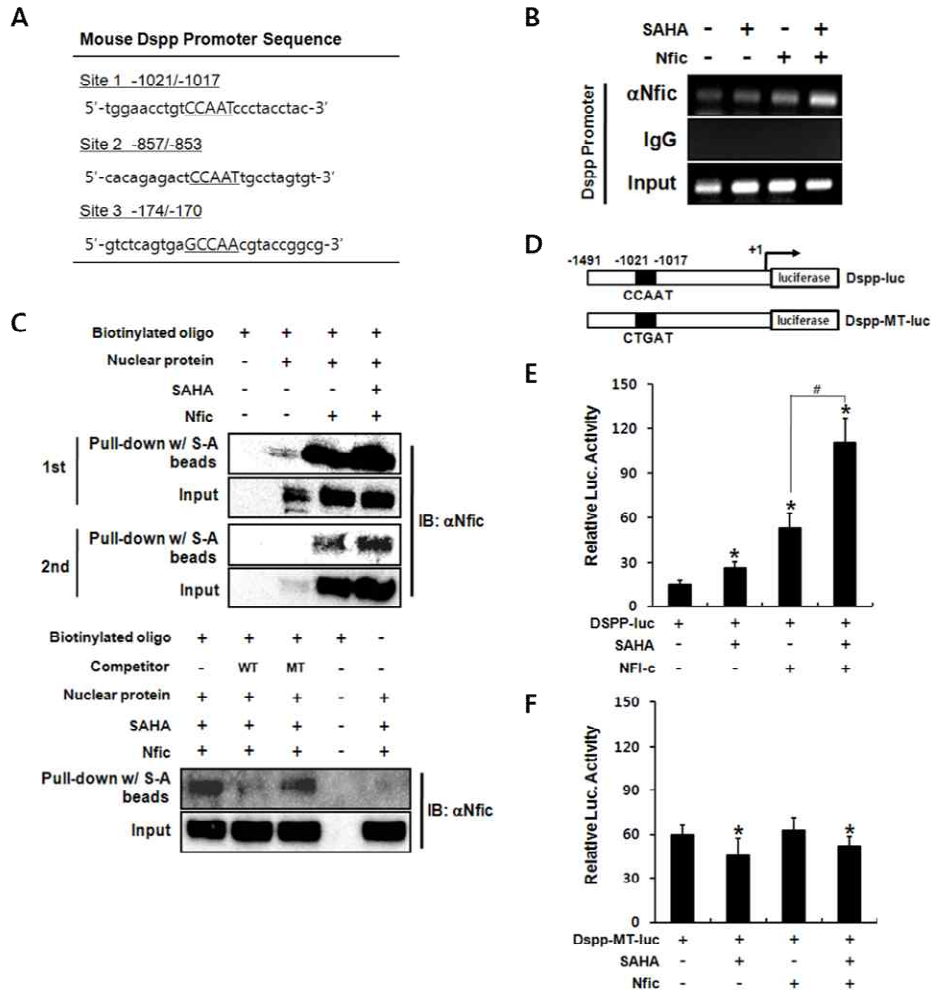 A
Mouse Dspp Promoter Sequence
Site 1 -1021/-1017
5'-tggaacctgtCCAATccctacctac-3'
Site 2 -857/-853
5'-cacagagactCCAATtgcctagtgt-3'
Site 3 -174/-170
5'-gtctcagtgaGCCAAcgtaccggcg-3'
B
SAHA - + - +
Nfic - - + +
Dspp Promoter
αNfic
IgG
Input
C
Biotinylated oligo + + + +
Nuclear protein - + + +
SAHA - - - +
Nfic - - + +
1st
Pull-down w/ S-A beads
Input
2nd
Pull-down w/ S-A beads
Input
IB: αNfic
Biotinylated oligo + + + + -
Competitor - WT MT - -
Nuclear protein + + + - +
SAHA + + + - +
Nfic + + + - +
Pull-down w/ S-A beads
Input
IB: αNfic
D
-1491 -1021 -1017 +1
luciferase Dspp-luc
CCAAT
luciferase Dspp-MT-luc
CTGAT
E
Relative Luc. Activity
150
120
90
60
30
0
* * * #
DSPP-luc + + + +
SAHA - + - +
NFI-c - - + +
F
Relative Luc. Activity
150
120
90
60
30
0
* *
Dspp-MT-luc + + + +
SAHA - + - +
Nfic - - + +